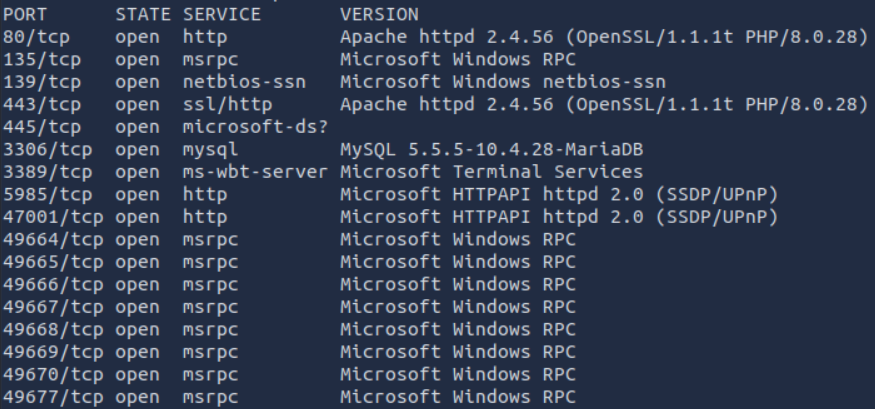 PORT STATE SERVICE VERSION
80/tcp open http Apache httpd 2.4.56 (OpenSSL/1.1.1t PHP/8.0.28)
135/tcp open msrpc Microsoft Windows RPC
139/tcp open netbios-ssn Microsoft Windows netbios-ssn
443/tcp open ssl/http Apache httpd 2.4.56 (OpenSSL/1.1.1t PHP/8.0.28)
445/tcp open microsoft-ds?
3306/tcp open mysql MySQL 5.5.5-10.4.28-MariaDB
3389/tcp open ms-wbt-server Microsoft Terminal Services
5985/tcp open http Microsoft HTTPAPI httpd 2.0 (SSDP/UPnP)
47001/tcp open http Microsoft HTTPAPI httpd 2.0 (SSDP/UPnP)
49664/tcp open msrpc Microsoft Windows RPC
49665/tcp open msrpc Microsoft Windows RPC
49666/tcp open msrpc Microsoft Windows RPC
49667/tcp open msrpc Microsoft Windows RPC
49668/tcp open msrpc Microsoft Windows RPC
49669/tcp open msrpc Microsoft Windows RPC
49670/tcp open msrpc Microsoft Windows RPC
49677/tcp open msrpc Microsoft Windows RPC